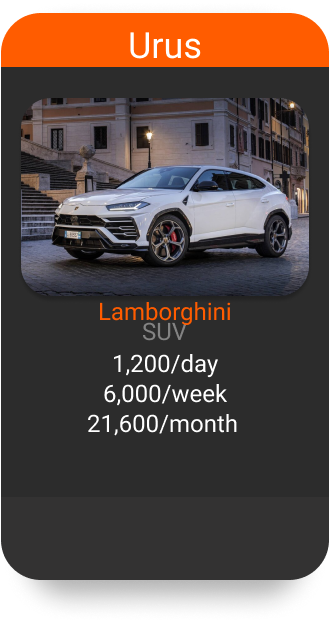 Urus
Lamborghini
SUV
1,200/day
6,000/week
21,600/month